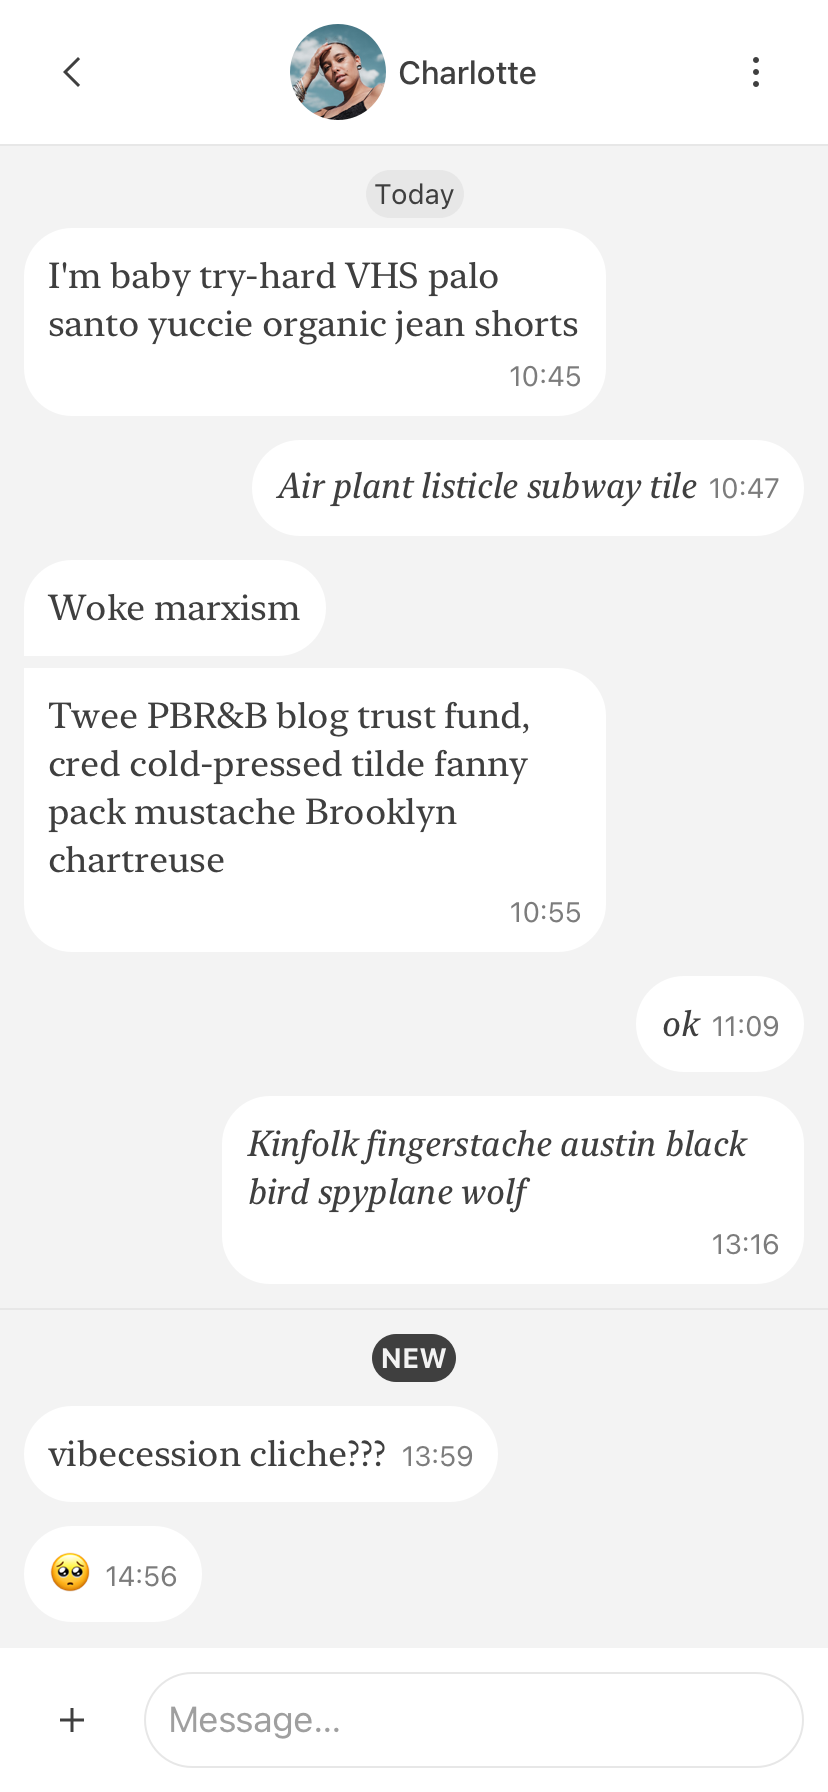 Charlotte
Today
I'm baby try-hard VHS palo
santo yuccie organic jean shorts
10:45
Air plant listicle subway tile 10:47
Woke marxism
Twee PBR&B blog trust fund,
cred cold-pressed tilde fanny
pack mustache Brooklyn
chartreuse
10:55
ok 11:09
Kinfolk fingerstache austin black
bird spyplane wolf
13:16
NEW
vibecession cliche??? 13:59
🥺 14:56
Message...